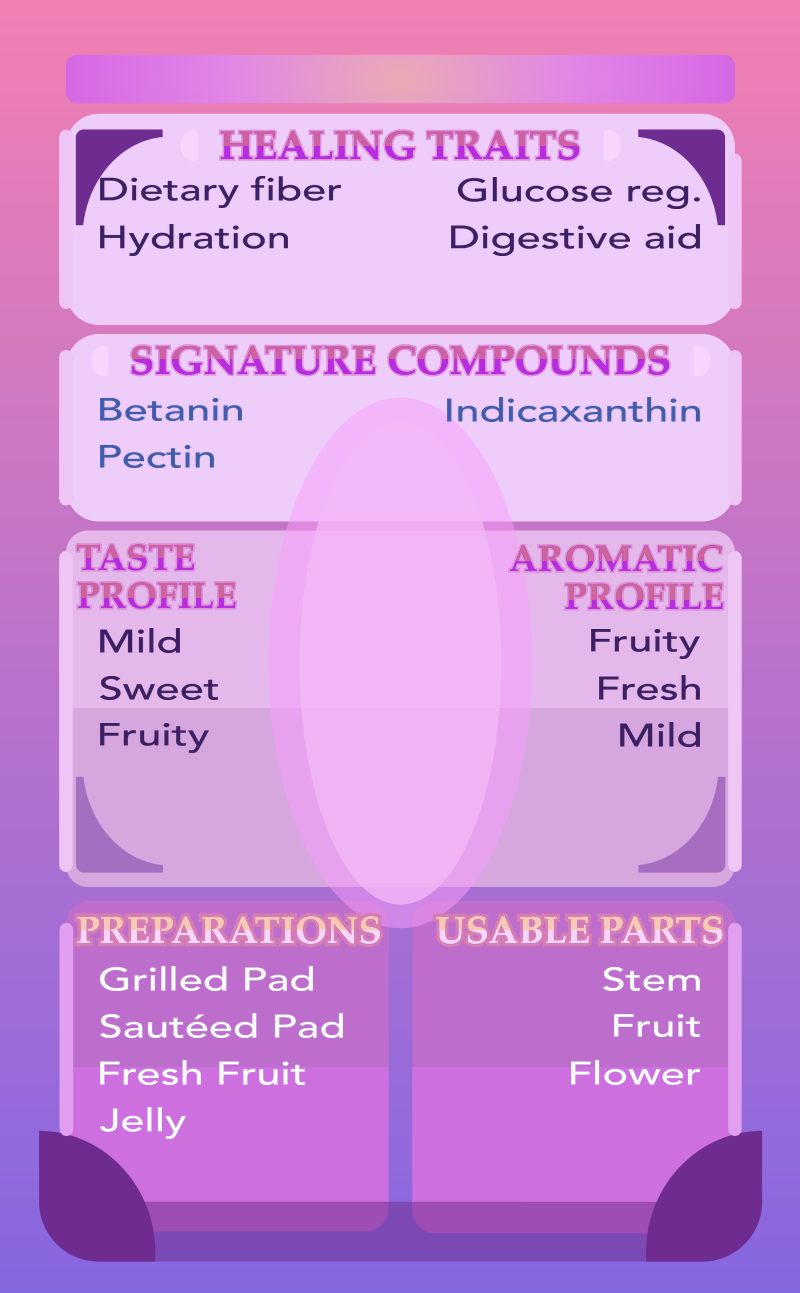 HEALING TRAITS
Dietary fiber
Glucose reg.
Hydration
Digestive aid
SIGNATURE COMPOUNDS
Betanin
Indicaxanthin
Pectin
TASTE
PROFILE
Mild
Sweet
Fruity
AROMATIC
PROFILE
Fruity
Fresh
Mild
PREPARATIONS
Grilled Pad
Sautéed Pad
Fresh Fruit
Jelly
USABLE PARTS
Stem
Fruit
Flower